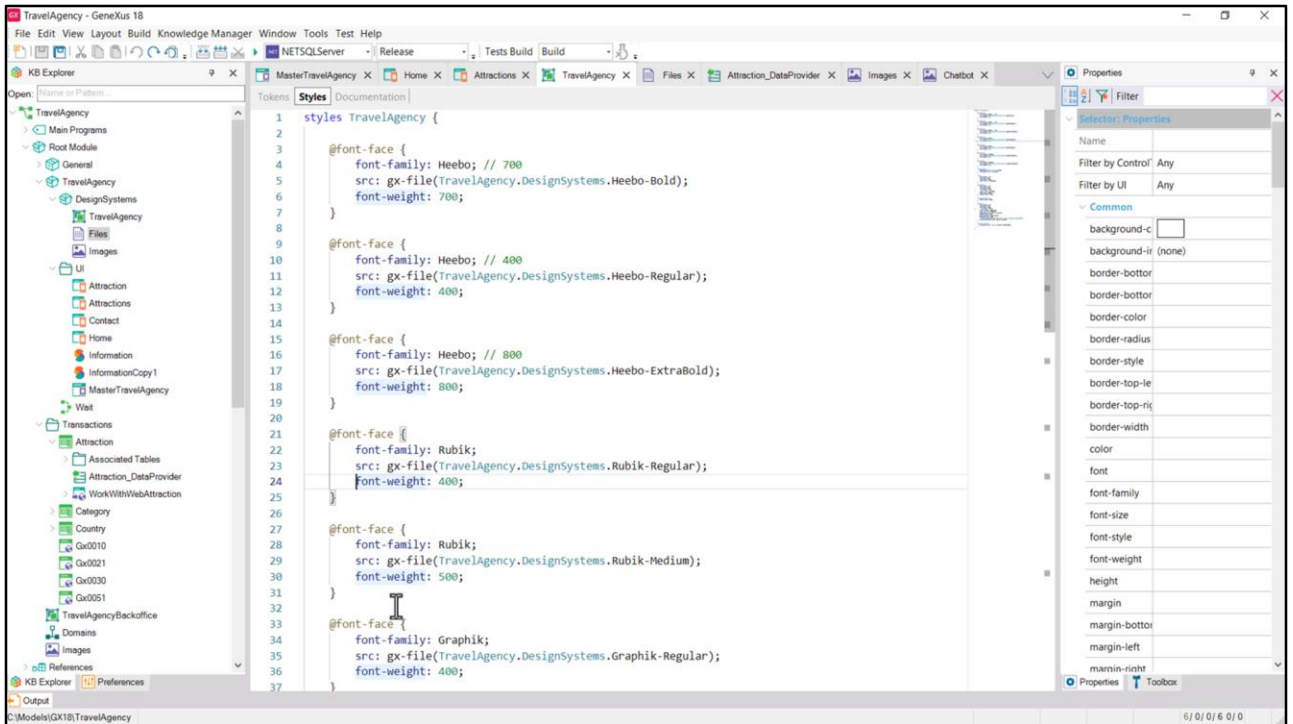 GX TravelAgency - GeneXus 18
File Edit View Layout Build Knowledge Manager Window Tools Test Help
NETSQLServer Release Tests Build Build
KB Explorer
Open: Name or Pattern...
TravelAgency
Main Programs
Root Module
General
TravelAgency
DesignSystems
TravelAgency
Files
Images
UI
Attraction
Attractions
Contact
Home
Information
InformationCopy1
MasterTravelAgency
Wait
Transactions
Attraction
Associated Tables
Attraction_DataProvider
WorkWithWebAttraction
Category
Country
Gx0010
Gx0021
Gx0030
Gx0051
TravelAgencyBackoffice
Domains
Images
References
KB Explorer Preferences
MasterTravelAgency X Home X Attractions X TravelAgency X Files X Attraction_DataProvider X Images X Chatbot X
Tokens Styles Documentation
1 styles TravelAgency {
2
3 @font-face {
4 font-family: Heebo; // 700
5 src: gx-file(TravelAgency.DesignSystems.Heebo-Bold);
6 font-weight: 700;
7 }
8
9 @font-face {
10 font-family: Heebo; // 400
11 src: gx-file(TravelAgency.DesignSystems.Heebo-Regular);
12 font-weight: 400;
13 }
14
15 @font-face {
16 font-family: Heebo; // 800
17 src: gx-file(TravelAgency.DesignSystems.Heebo-ExtraBold);
18 font-weight: 800;
19 }
20
21 @font-face {
22 font-family: Rubik;
23 src: gx-file(TravelAgency.DesignSystems.Rubik-Regular);
24 font-weight: 400;
25 }
26
27 @font-face {
28 font-family: Rubik;
29 src: gx-file(TravelAgency.DesignSystems.Rubik-Medium);
30 font-weight: 500;
31 }
32
33 @font-face {
34 font-family: Graphik;
35 src: gx-file(TravelAgency.DesignSystems.Graphik-Regular);
36 font-weight: 400;
37 }
Properties
Filter
Selector: Properties
Name
Filter by Control Any
Filter by UI Any
Common
background-c
background-ir (none)
border-bottor
border-bottor
border-color
border-radius
border-style
border-top-le
border-top-rig
border-width
color
font
font-family
font-size
font-style
font-weight
height
margin
margin-bottor
margin-left
margin-right
Properties Toolbox
Output
C:\Models\GX18\TravelAgency
6/ 0/ 0/ 6 0/ 0